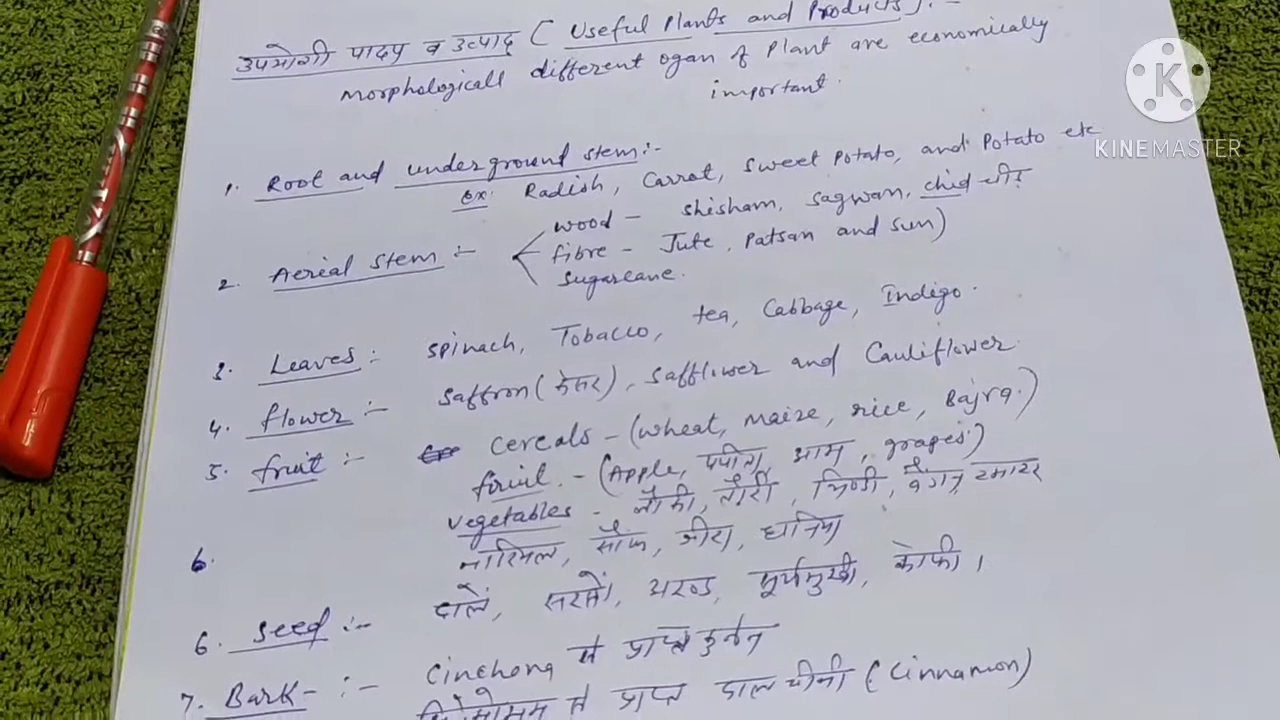 उपयोगी पादप व उत्पाद ( Useful Plants and Products ) : -
morphologicall different ogan of Plant are economically
important.
1. Root and underground stem :-
ex: Radish, Carrot, Sweet Potato, and Potato etc
2. Aerial Stem :-
wood - Shisham, Sagwan, chid चीड़
fibre - Jute, Patsan and Sun)
Sugarcane.
3. Leaves : Spinach, Tobacco, tea, Cabbage, Indigo.
4. flower :- Saffron (केसर), Safflower and Cauliflower.
5. fruit :- Cereals - (Wheat, Maize, rice, Bajra.)
fruit - (Apple, पपीता, आम, grapes.)
vegetables - लौकी, तौरी, भिण्डी, बैगन, टमाटर
6.
नारियल, सौंफ, जीरा, धनिया
6. Seed :- दालें, सरसों, अरण्ड, सूर्यमुखी, कोफी ।
7. Bark - :- Cinchona से प्राप्त कुनैन
से प्राप्त दालचीनी (Cinnamon)
KINEMASTER